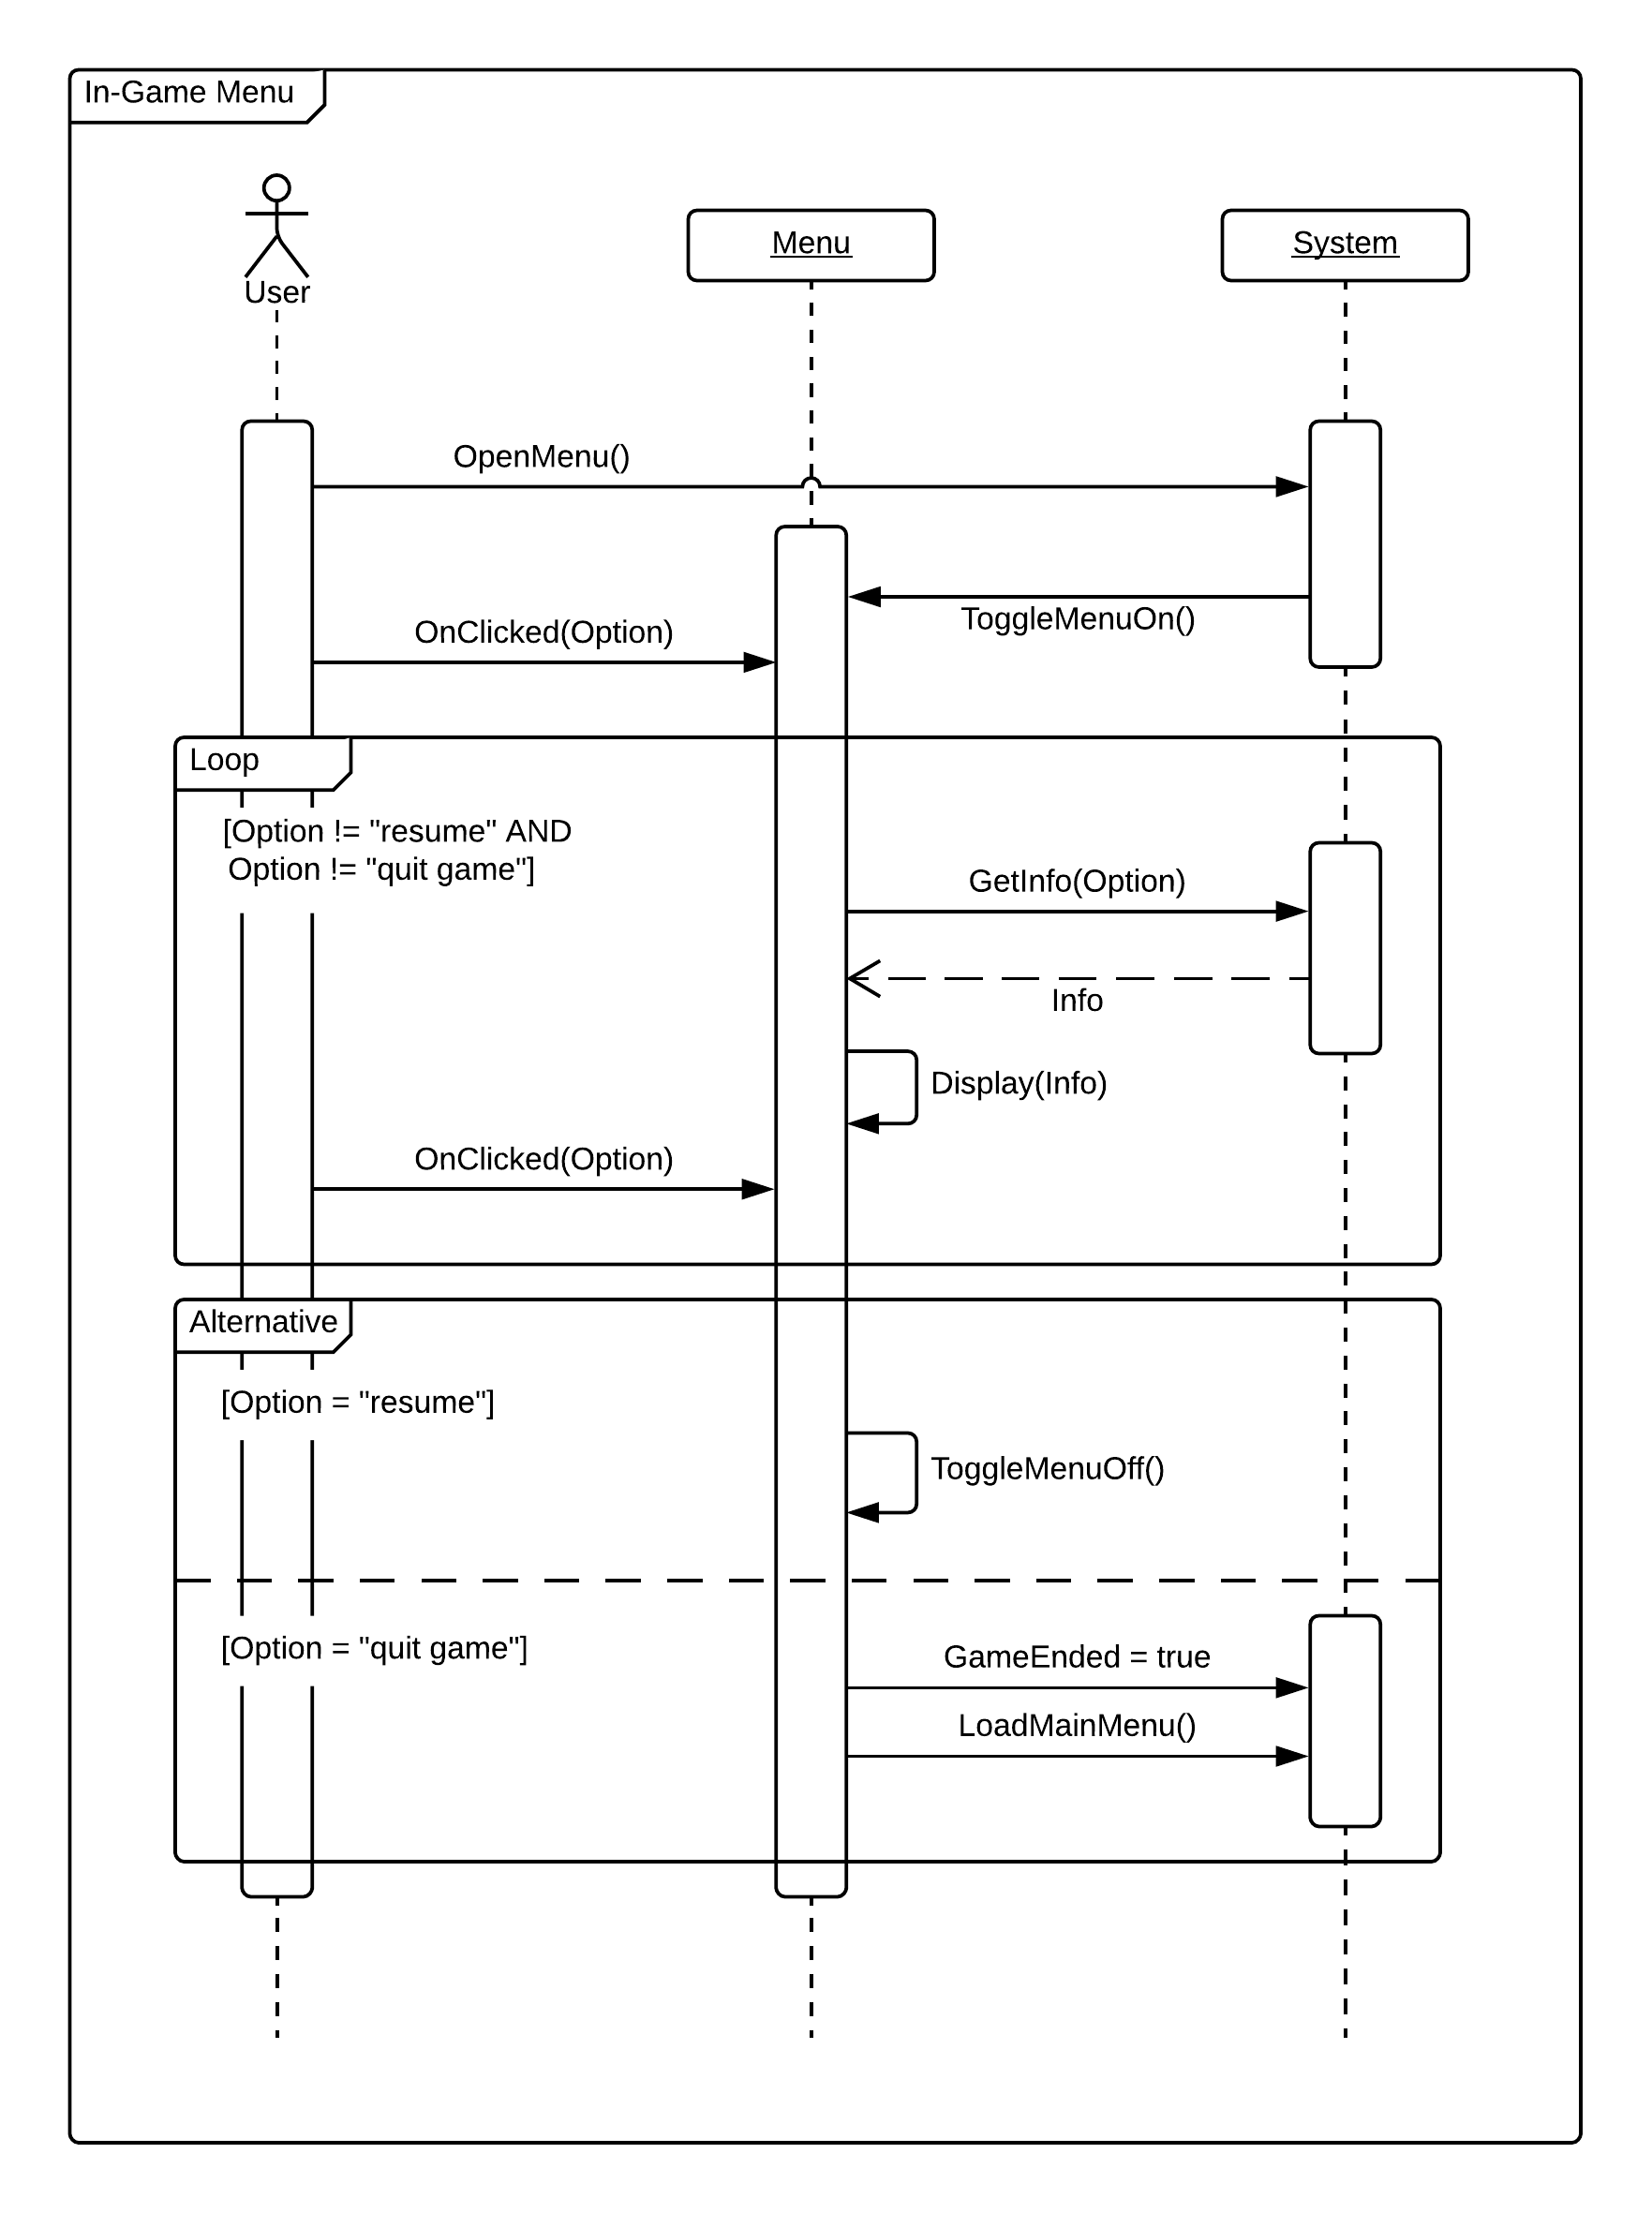 In-Game Menu
User
Menu
System
OpenMenu()
ToggleMenuOn()
OnClicked(Option)
Loop
[Option != "resume" AND
Option != "quit game"]
GetInfo(Option)
Info
Display(Info)
OnClicked(Option)
Alternative
[Option = "resume"]
ToggleMenuOff()
[Option = "quit game"]
GameEnded = true
LoadMainMenu()